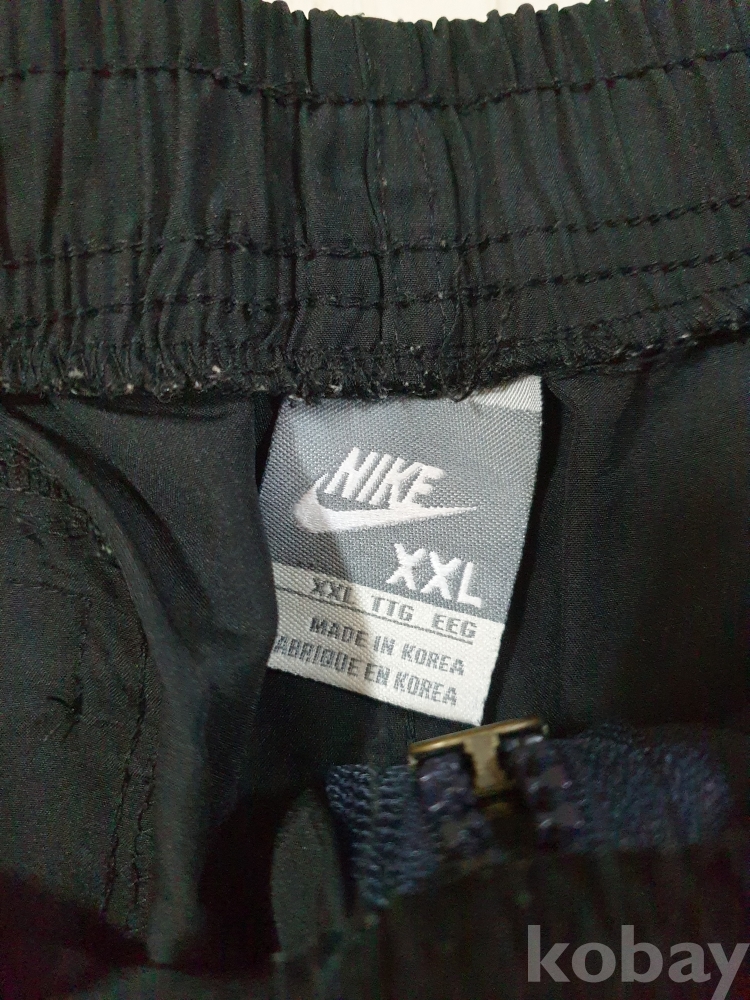 NIKE
XXL
XXL TTG EEG
MADE IN KOREA
ABRIQUE EN KOREA
kobay